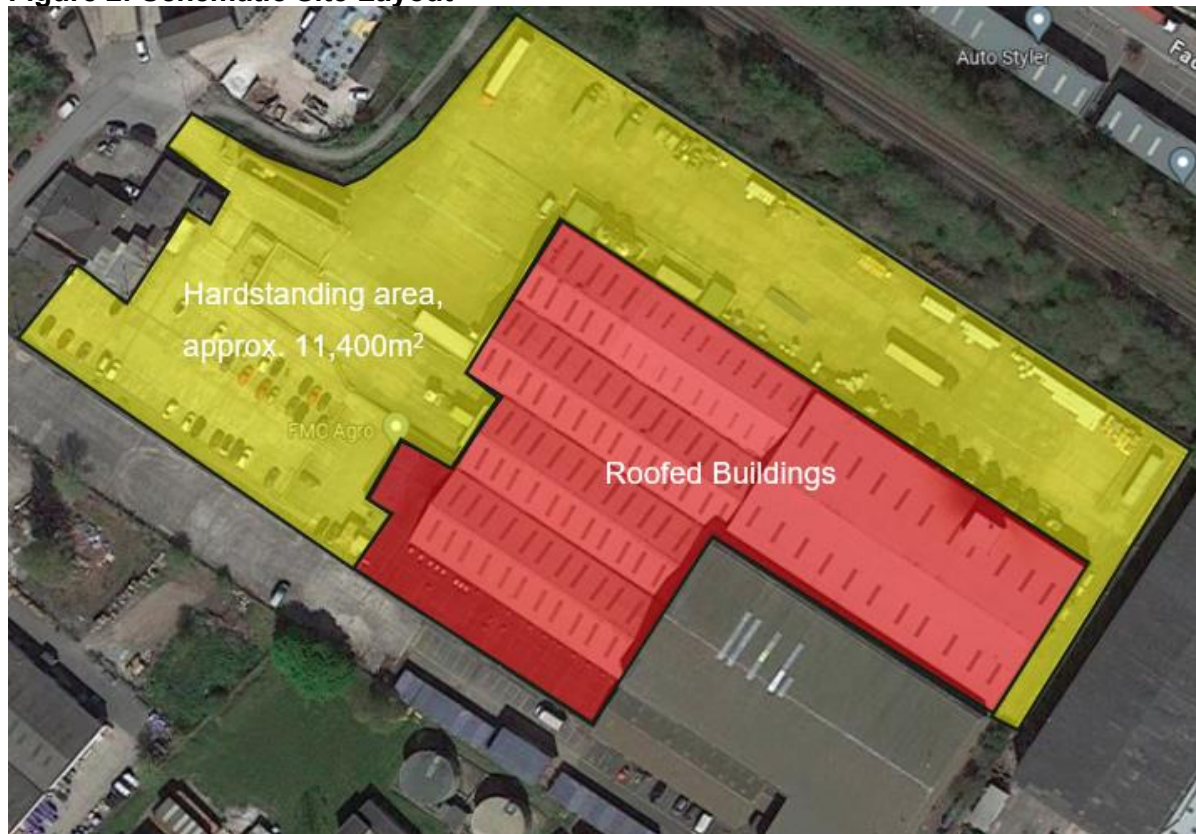 Figure 2: Schematic Site Layout
Auto Styler
Hardstanding area,
approx. 11,400m²
FMC Agro
Roofed Buildings